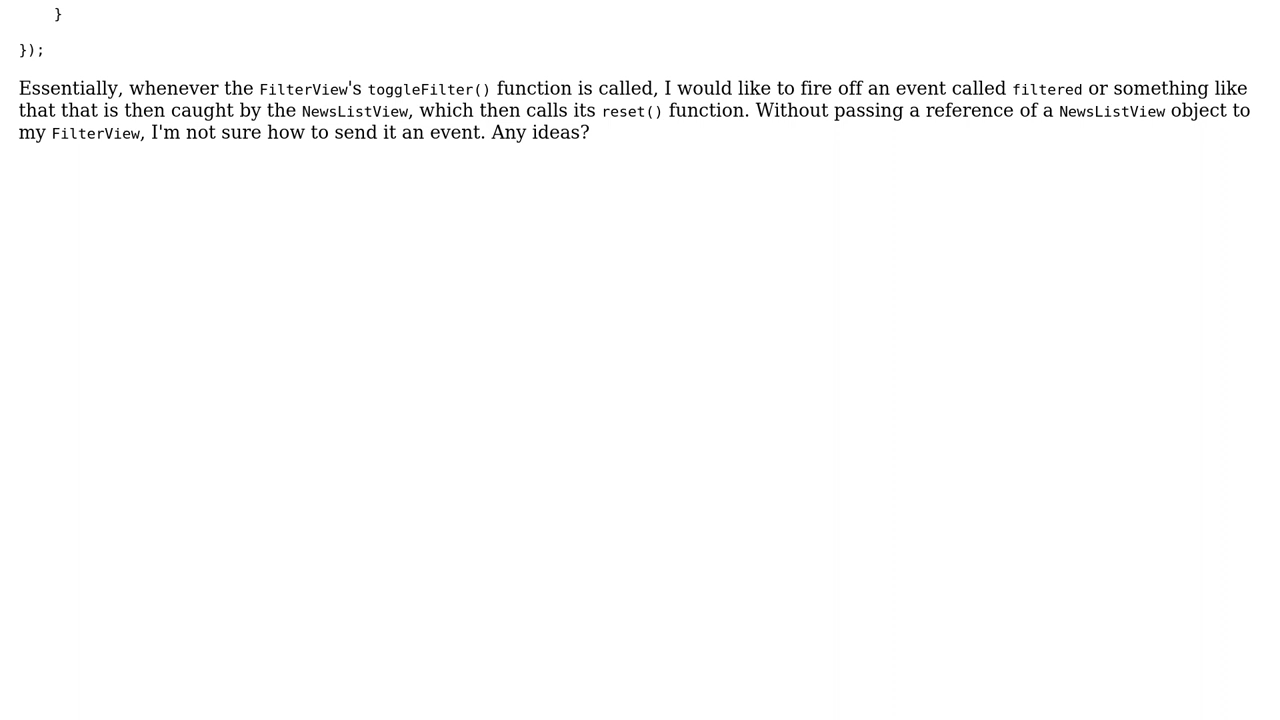 }
});
Essentially, whenever the FilterView's toggleFilter() function is called, I would like to fire off an event called filtered or something like
that that is then caught by the NewsListView, which then calls its reset() function. Without passing a reference of a NewsListView object to
my FilterView, I'm not sure how to send it an event. Any ideas?